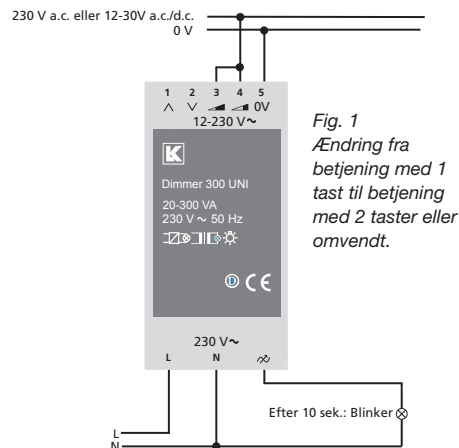 230 V a.c. eller 12-30V a.c./d.c.
0 V
1 2 3 4 5
0V
12-230 V~
Fig. 1
Ændring fra
betjening med 1
tast til betjening
med 2 taster eller
omvendt.
LK
Dimmer 300 UNI
20-300 VA
230 V ~ 50 Hz
D CE
230 V~
L N
Efter 10 sek.: Blinker
L
N